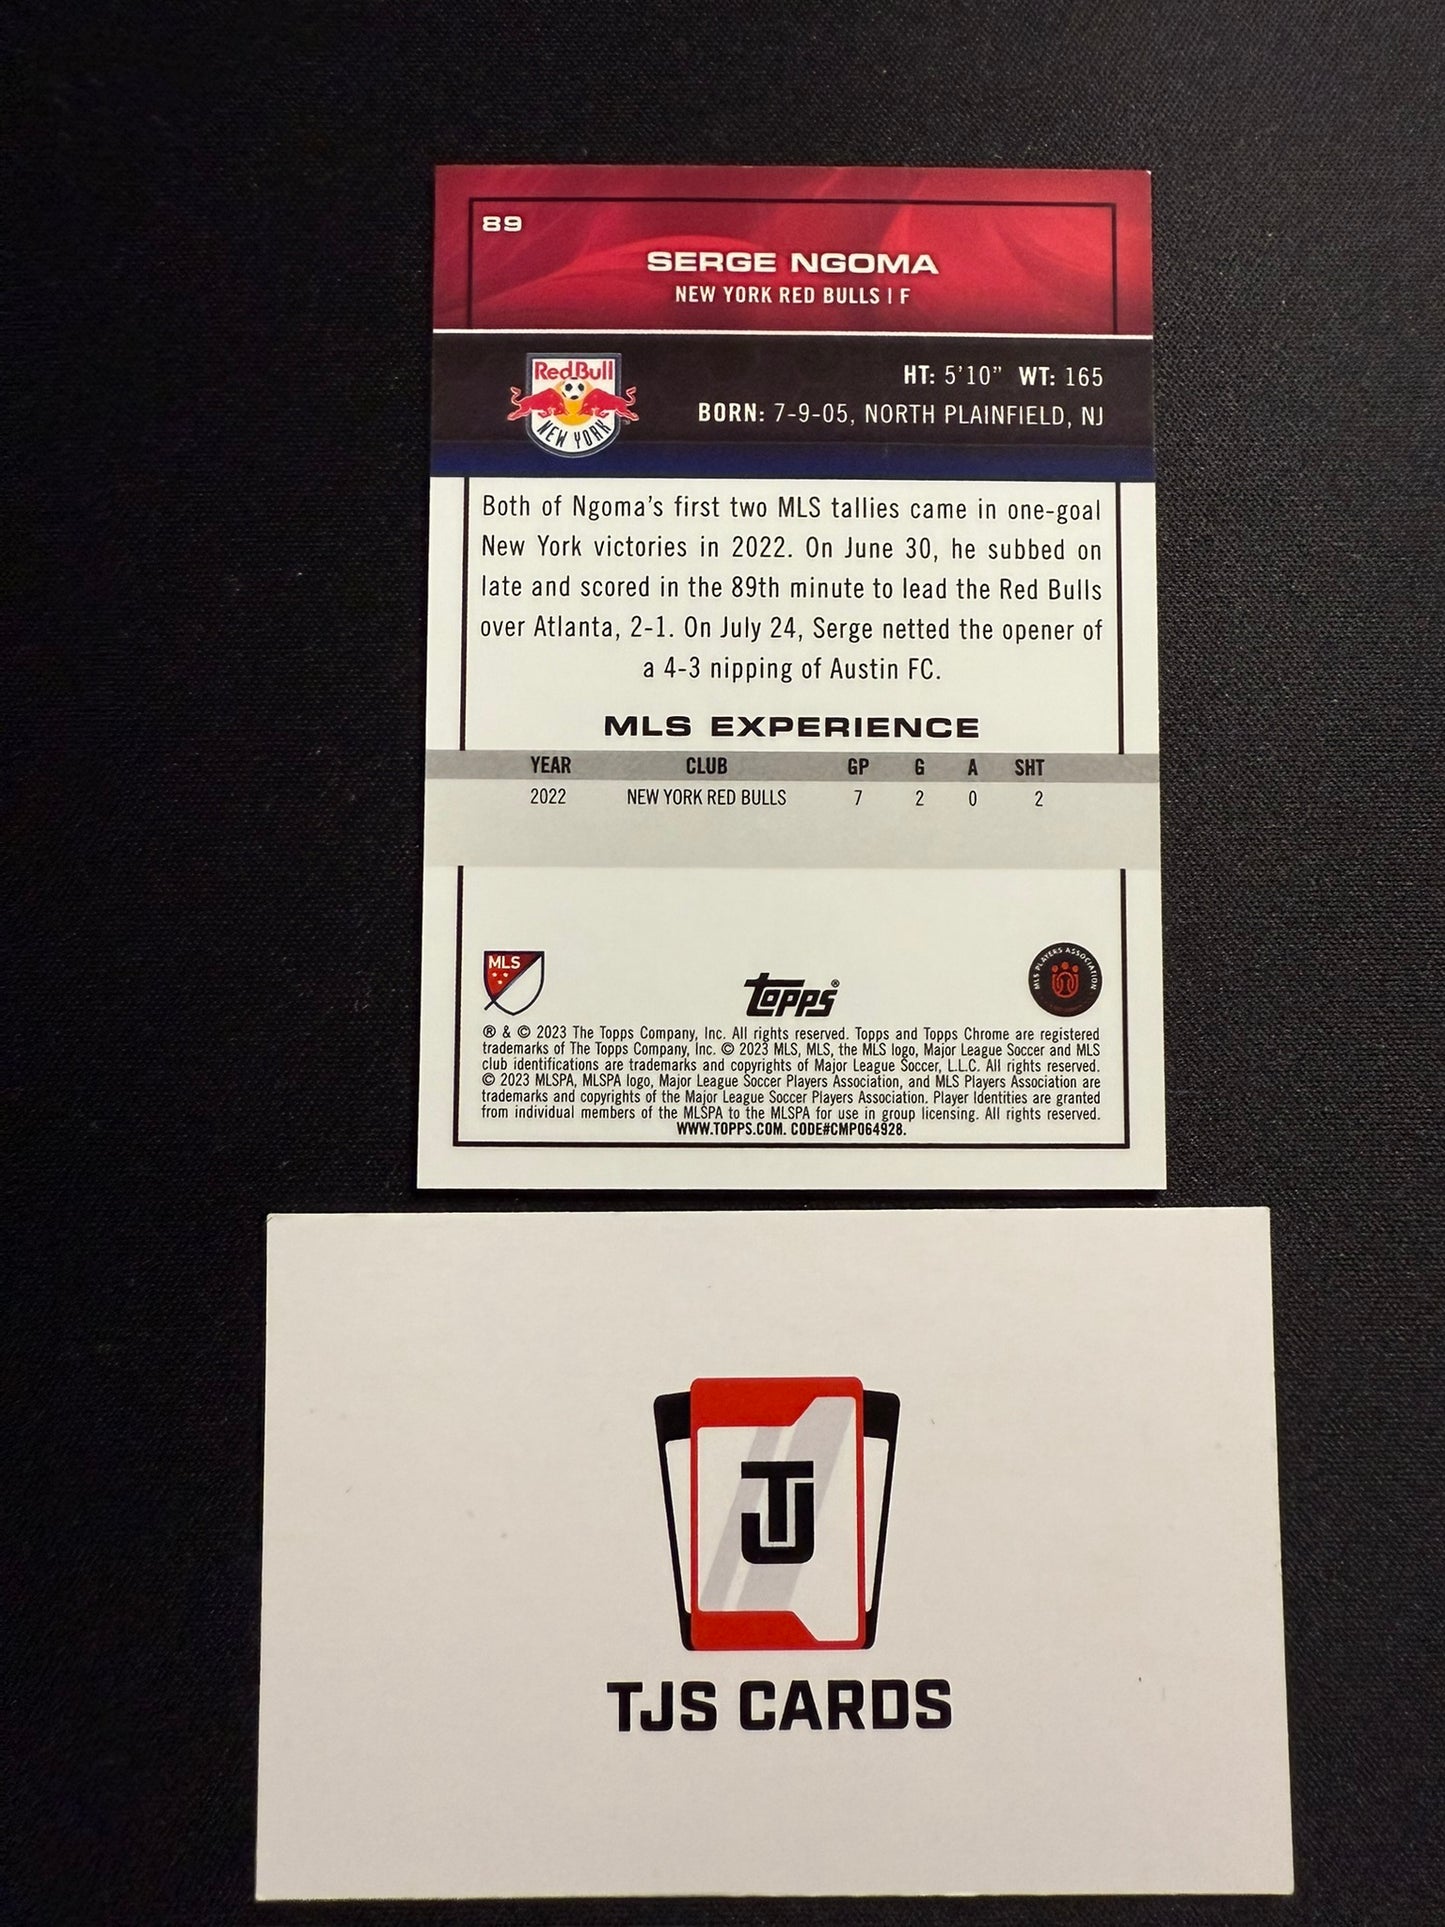 89
SERGE NGOMA
NEW YORK RED BULLS | F
Red Bull
NEW YORK
HT: 5'10" WT: 165
BORN: 7-9-05, NORTH PLAINFIELD, NJ
Both of Ngoma's first two MLS tallies came in one-goal
New York victories in 2022. On June 30, he subbed on
late and scored in the 89th minute to lead the Red Bulls
over Atlanta, 2-1. On July 24, Serge netted the opener of
a 4-3 nipping of Austin FC.
MLS EXPERIENCE
YEAR CLUB GP G A SHT
2022 NEW YORK RED BULLS 7 2 0 2
MLS
topps®
MLS PLAYERS ASSOCIATION
® & © 2023 The Topps Company, Inc. All rights reserved. Topps and Topps Chrome are registered
trademarks of The Topps Company, Inc. © 2023 MLS, MLS, the MLS logo, Major League Soccer and MLS
club identifications are trademarks and copyrights of Major League Soccer, L.L.C. All rights reserved.
© 2023 MLSPA, MLSPA logo, Major League Soccer Players Association, and MLS Players Association are
trademarks and copyrights of the Major League Soccer Players Association. Player Identities are granted
from individual members of the MLSPA to the MLSPA for use in group licensing. All rights reserved.
WWW.TOPPS.COM. CODE#CMP064928.
TJ
TJS CARDS